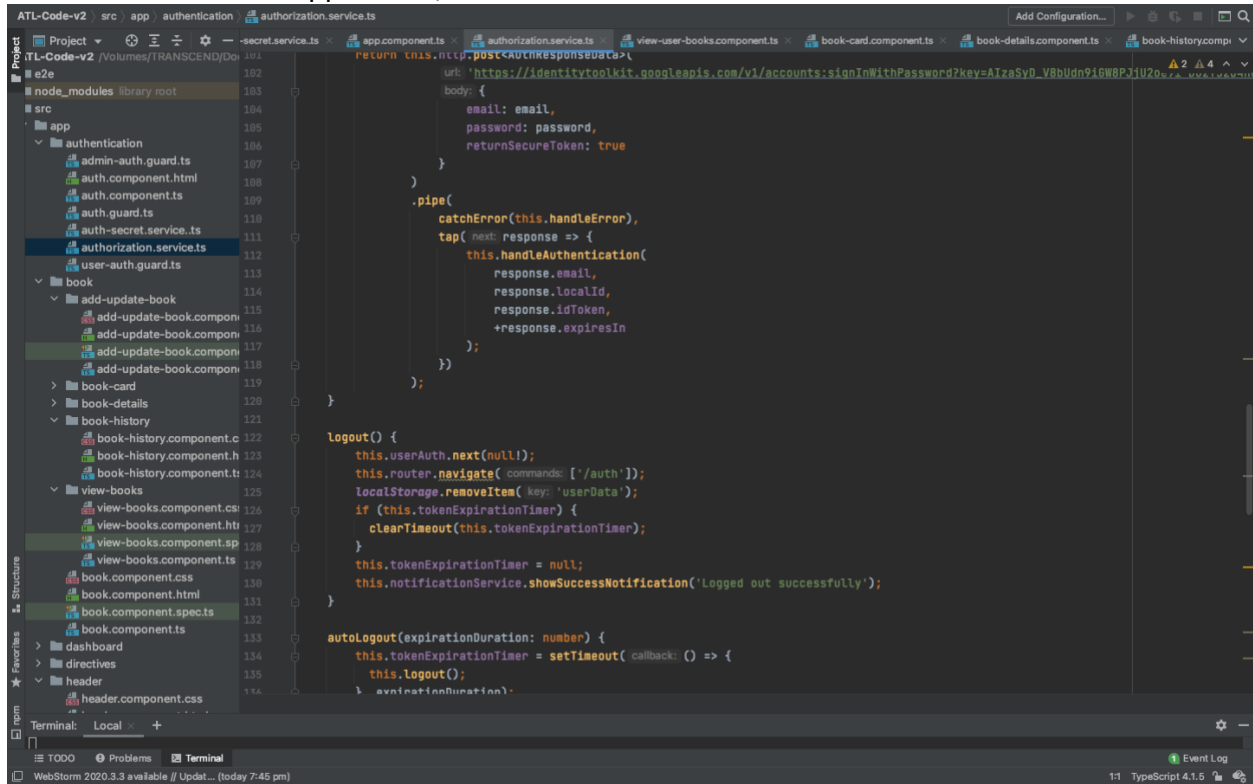 ATL-Code-v2 › src › app › authentication › authorization.service.ts
Add Configuration...
Project
-secret.service..ts × app.component.ts × authorization.service.ts × view-user-books.component.ts × book-card.component.ts × book-details.component.ts × book-history.compo
TL-Code-v2 /Volumes/TRANSCEND/Do
e2e
node_modules library root
src
app
authentication
admin-auth.guard.ts
auth.component.html
auth.component.ts
auth.guard.ts
auth-secret.service..ts
authorization.service.ts
user-auth.guard.ts
book
add-update-book
add-update-book.compon
add-update-book.compon
add-update-book.compon
add-update-book.compon
book-card
book-details
book-history
book-history.component.c
book-history.component.h
book-history.component.t
view-books
view-books.component.cs
view-books.component.htr
view-books.component.sp
view-books.component.ts
book.component.css
book.component.html
book.component.spec.ts
book.component.ts
dashboard
directives
header
header.component.css
2 4
101 return this.http.post<AuthResponseData>(
102 url: 'https://identitytoolkit.googleapis.com/v1/accounts:signInWithPassword?key=
103 body: {
104 email: email,
105 password: password,
106 returnSecureToken: true
107 }
108 )
109 .pipe(
110 catchError(this.handleError),
111 tap( next: response => {
112 this.handleAuthentication(
113 response.email,
114 response.localId,
115 response.idToken,
116 +response.expiresIn
117 );
118 })
119 );
120 }
121
122 logout() {
123 this.userAuth.next(null!);
124 this.router.navigate( commands: ['/auth']);
125 localStorage.removeItem( key: 'userData');
126 if (this.tokenExpirationTimer) {
127 clearTimeout(this.tokenExpirationTimer);
128 }
129 this.tokenExpirationTimer = null;
130 this.notificationService.showSuccessNotification('Logged out successfully');
131 }
132
133 autoLogout(expirationDuration: number) {
134 this.tokenExpirationTimer = setTimeout( callback: () => {
135 this.logout();
136 }, expirationDuration);
Project
Structure
Favorites
npm
Terminal: Local × +
TODO Problems Terminal
1 Event Log
WebStorm 2020.3.3 available // Updat... (today 7:45 pm)
1:1 TypeScript 4.1.5